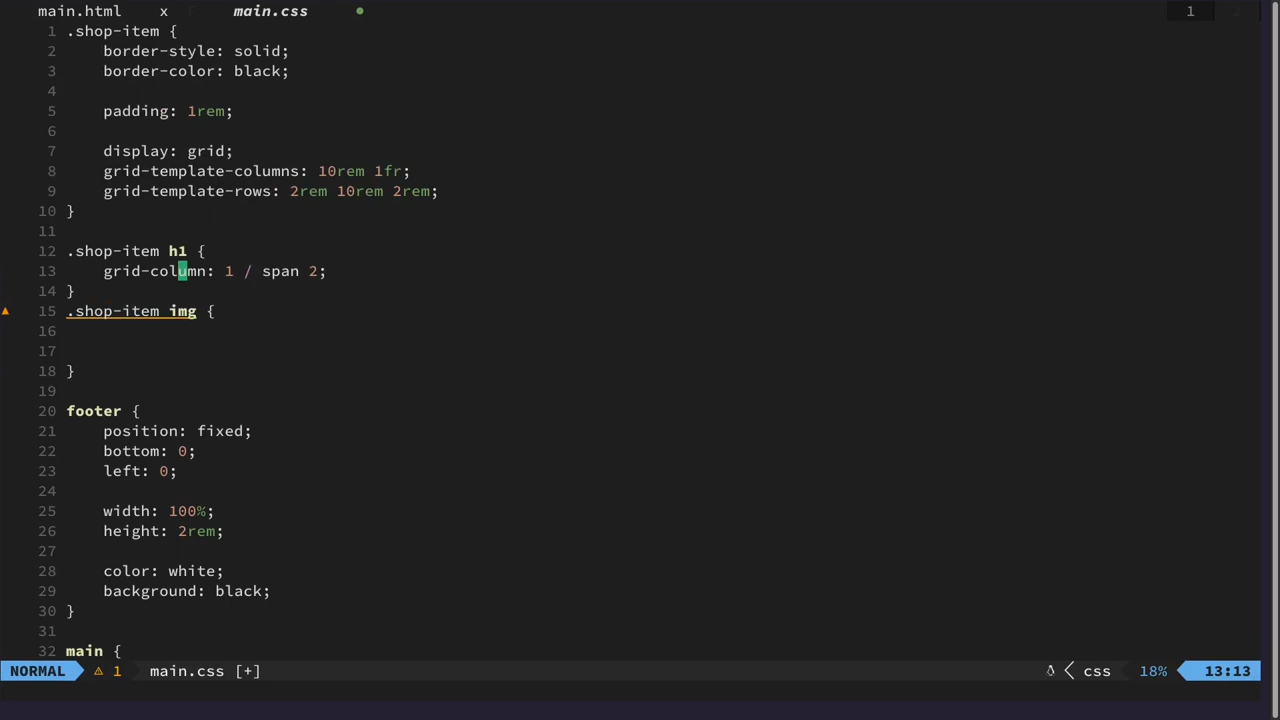 main.html x main.css ● 1
1 .shop-item {
2 border-style: solid;
3 border-color: black;
4
5 padding: 1rem;
6
7 display: grid;
8 grid-template-columns: 10rem 1fr;
9 grid-template-rows: 2rem 10rem 2rem;
10 }
11
12 .shop-item h1 {
13 grid-column: 1 / span 2;
14 }
15 .shop-item img {
16
17
18 }
19
20 footer {
21 position: fixed;
22 bottom: 0;
23 left: 0;
24
25 width: 100%;
26 height: 2rem;
27
28 color: white;
29 background: black;
30 }
31
32 main {
NORMAL ⚠ 1 main.css [+] css 18% 13:13